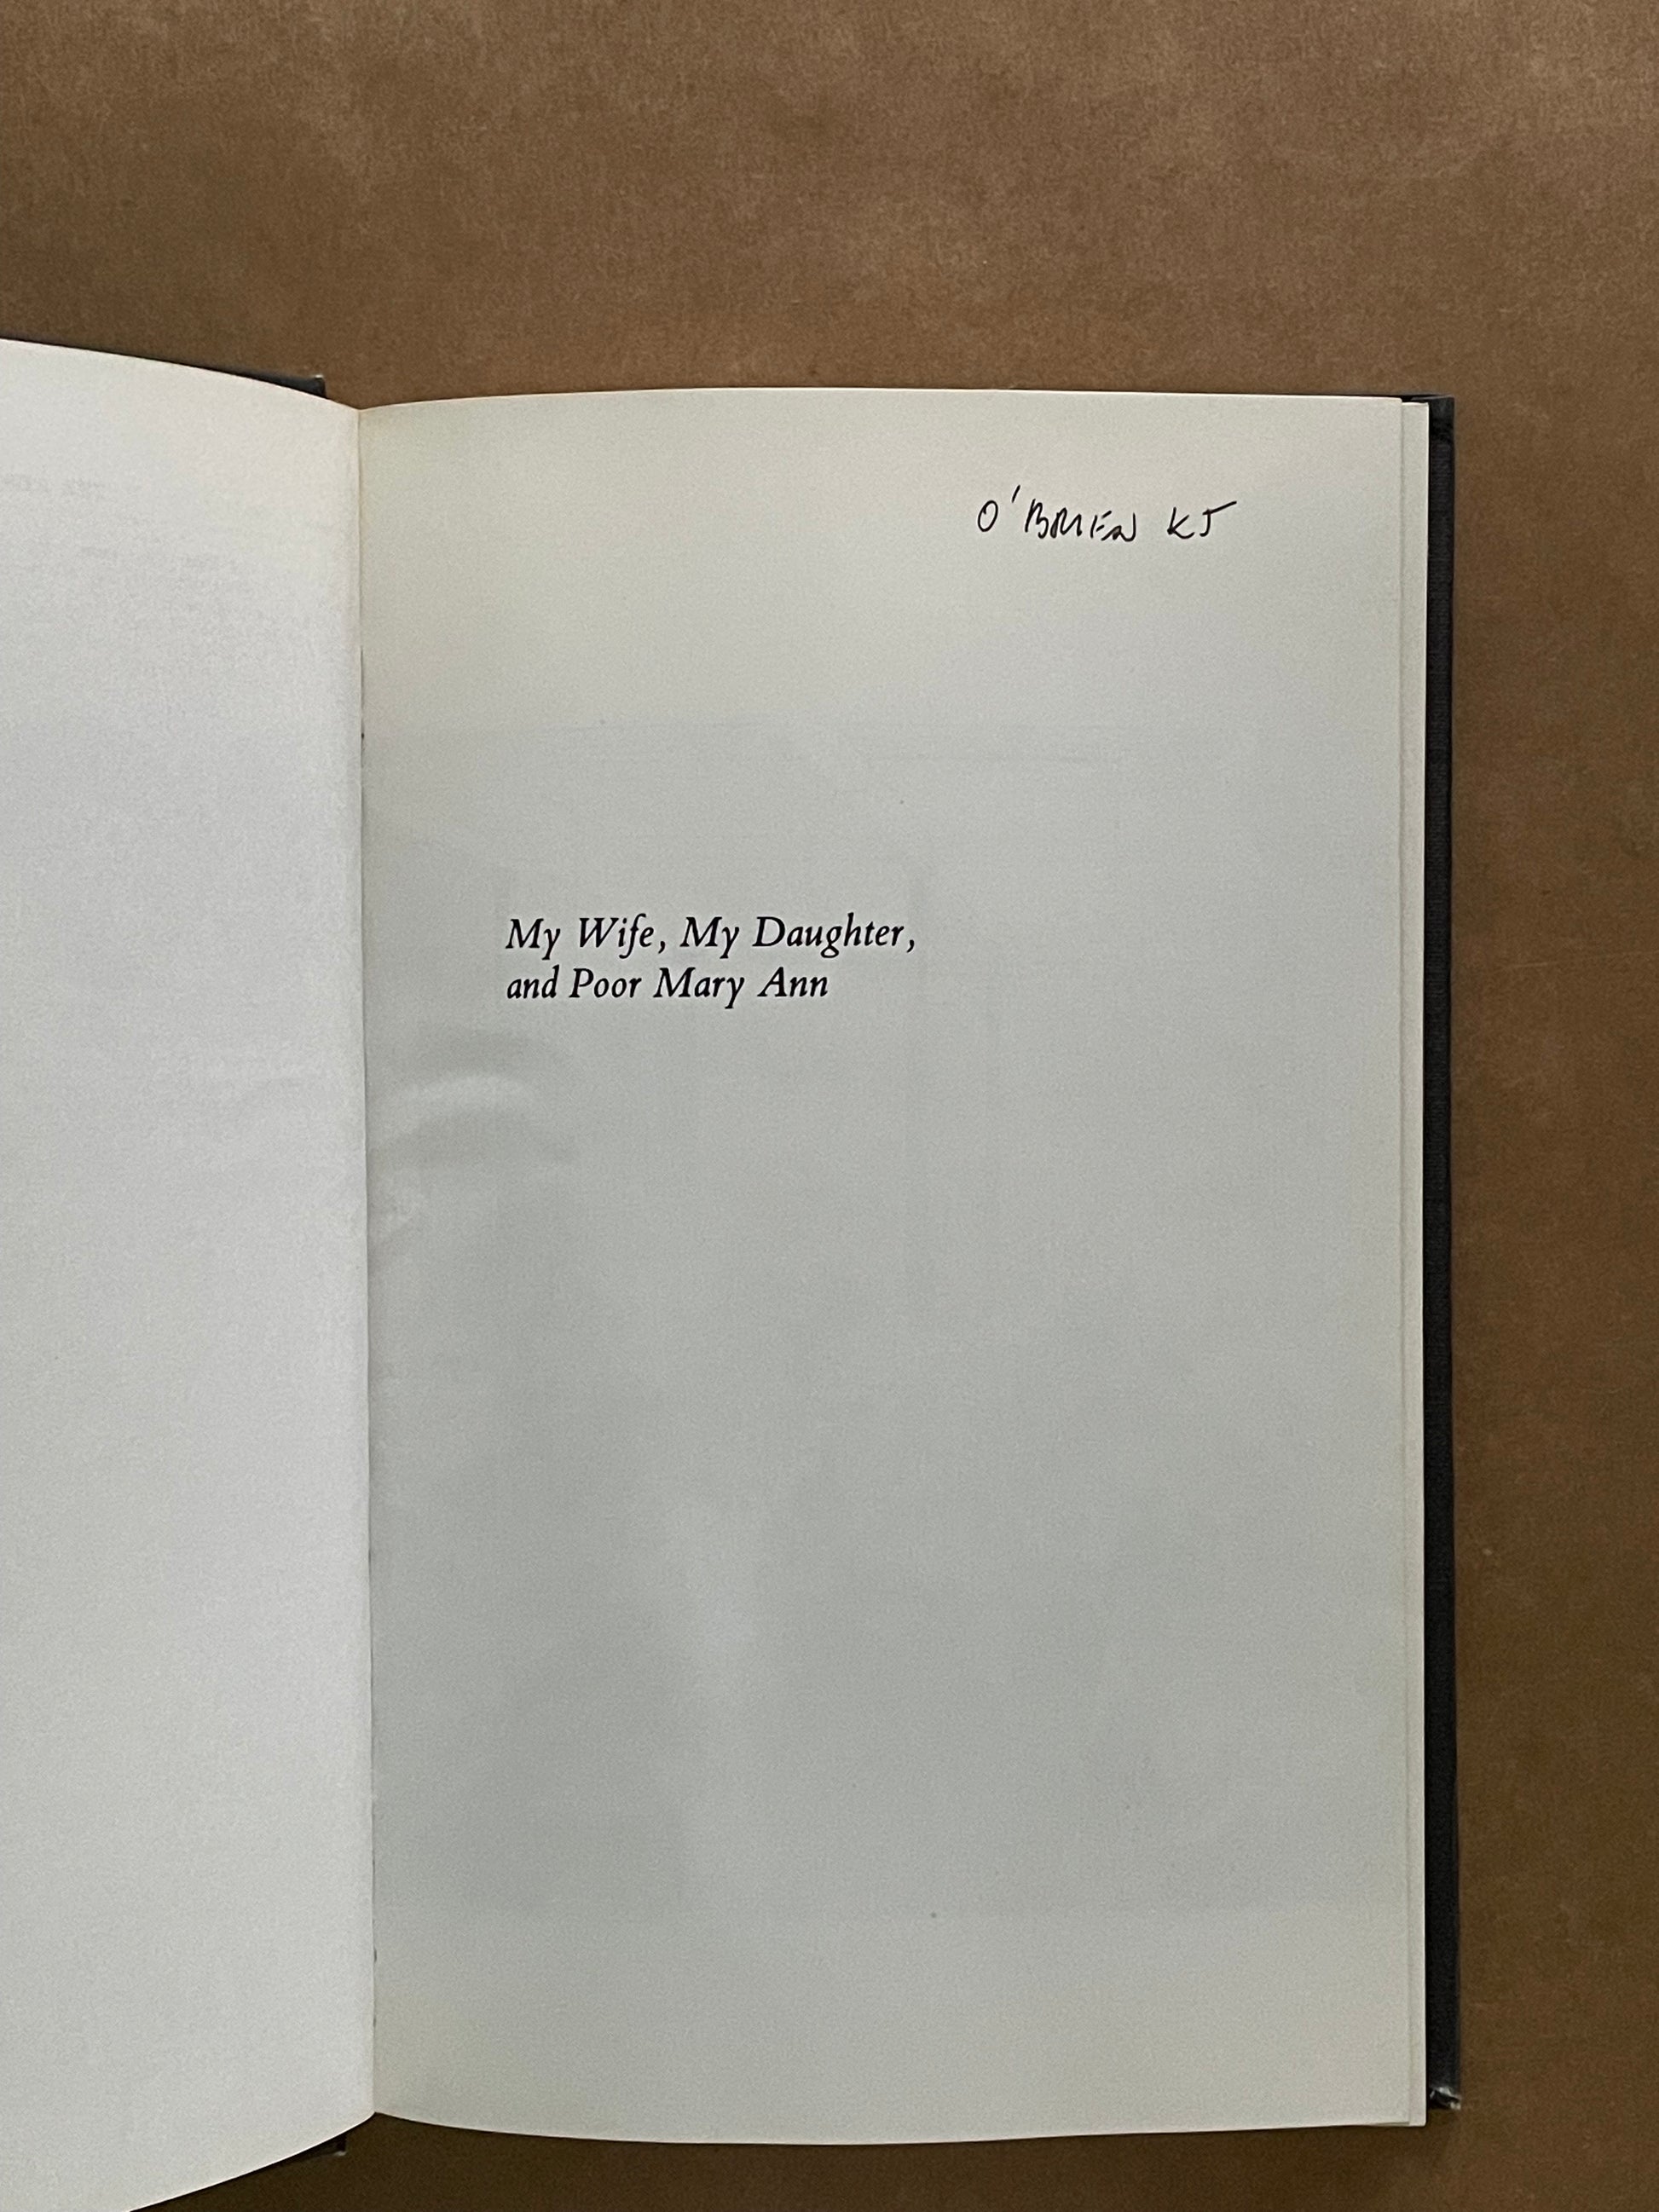 O'BRIEN KJ
My Wife, My Daughter,
and Poor Mary Ann